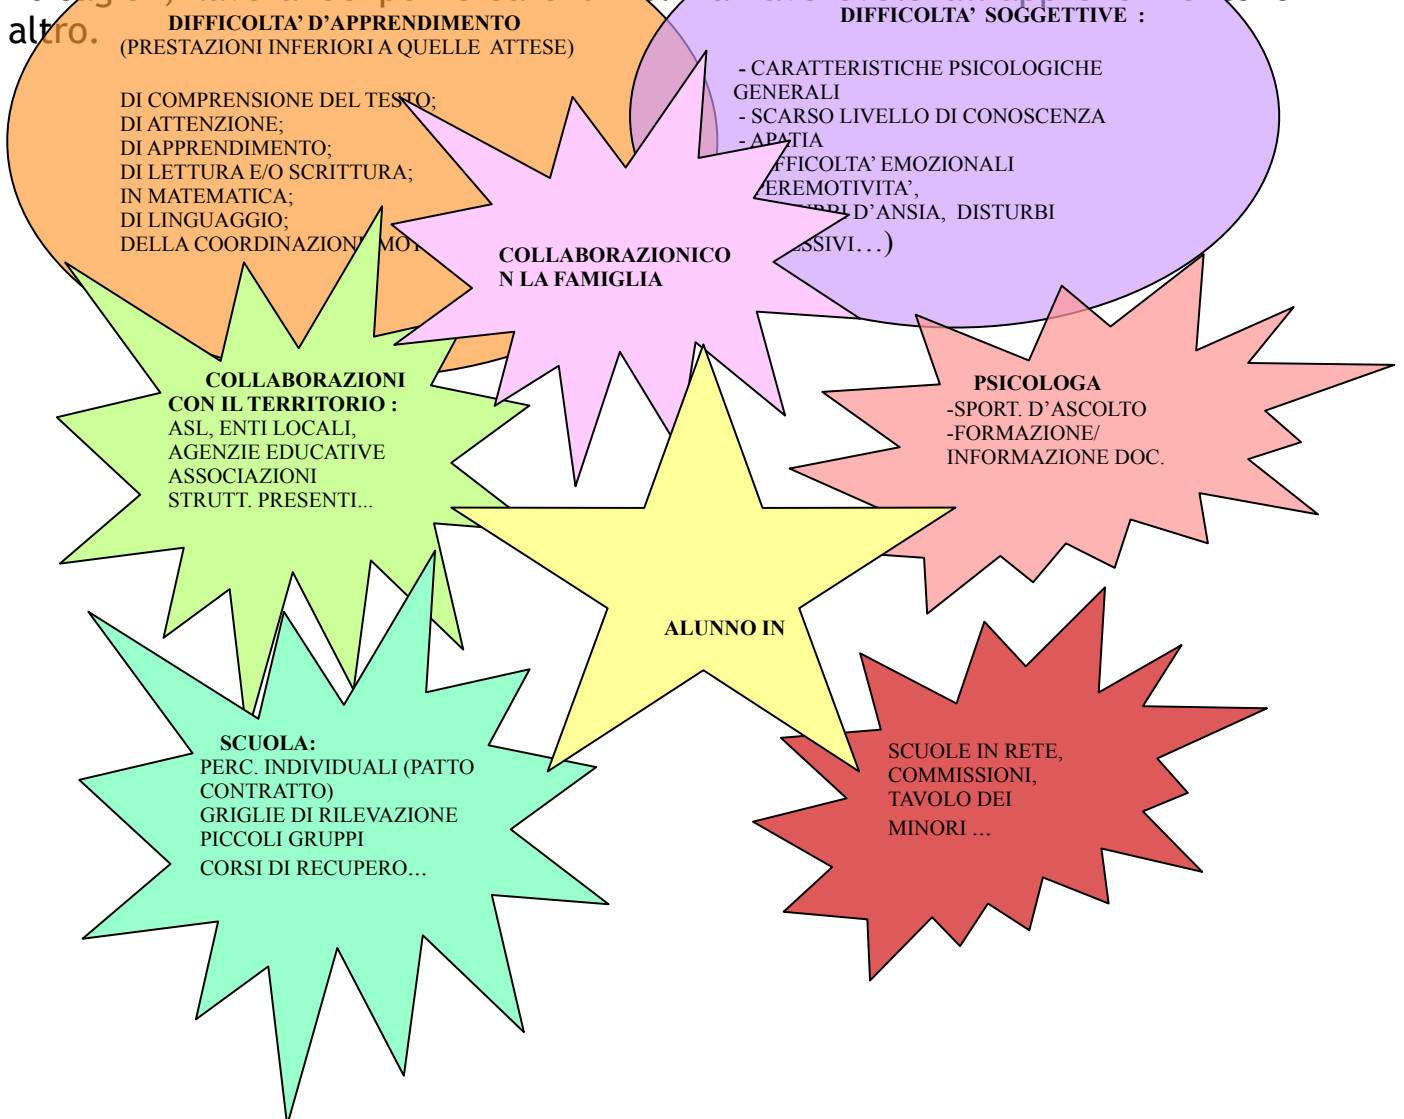 altro.
DIFFICOLTA’ D’APPRENDIMENTO
(PRESTAZIONI INFERIORI A QUELLE ATTESE)
DI COMPRENSIONE DEL TESTO;
DI ATTENZIONE;
DI APPRENDIMENTO;
DI LETTURA E/O SCRITTURA;
IN MATEMATICA;
DI LINGUAGGIO;
DELLA COORDINAZIONE
DIFFICOLTA’ SOGGETTIVE :
- CARATTERISTICHE PSICOLOGICHE
GENERALI
- SCARSO LIVELLO DI CONOSCENZA
- APATIA
EMOZIONALI
D’ANSIA, DISTURBI
COLLABORAZIONICO
N LA FAMIGLIA
COLLABORAZIONI
CON IL TERRITORIO :
ASL, ENTI LOCALI,
AGENZIE EDUCATIVE
ASSOCIAZIONI
STRUTT. PRESENTI...
PSICOLOGA
-SPORT. D’ASCOLTO
-FORMAZIONE/
INFORMAZIONE DOC.
ALUNNO IN
SCUOLA:
PERC. INDIVIDUALI (PATTO
CONTRATTO)
GRIGLIE DI RILEVAZIONE
PICCOLI GRUPPI
CORSI DI RECUPERO…
SCUOLE IN RETE,
COMMISSIONI,
TAVOLO DEI
MINORI …